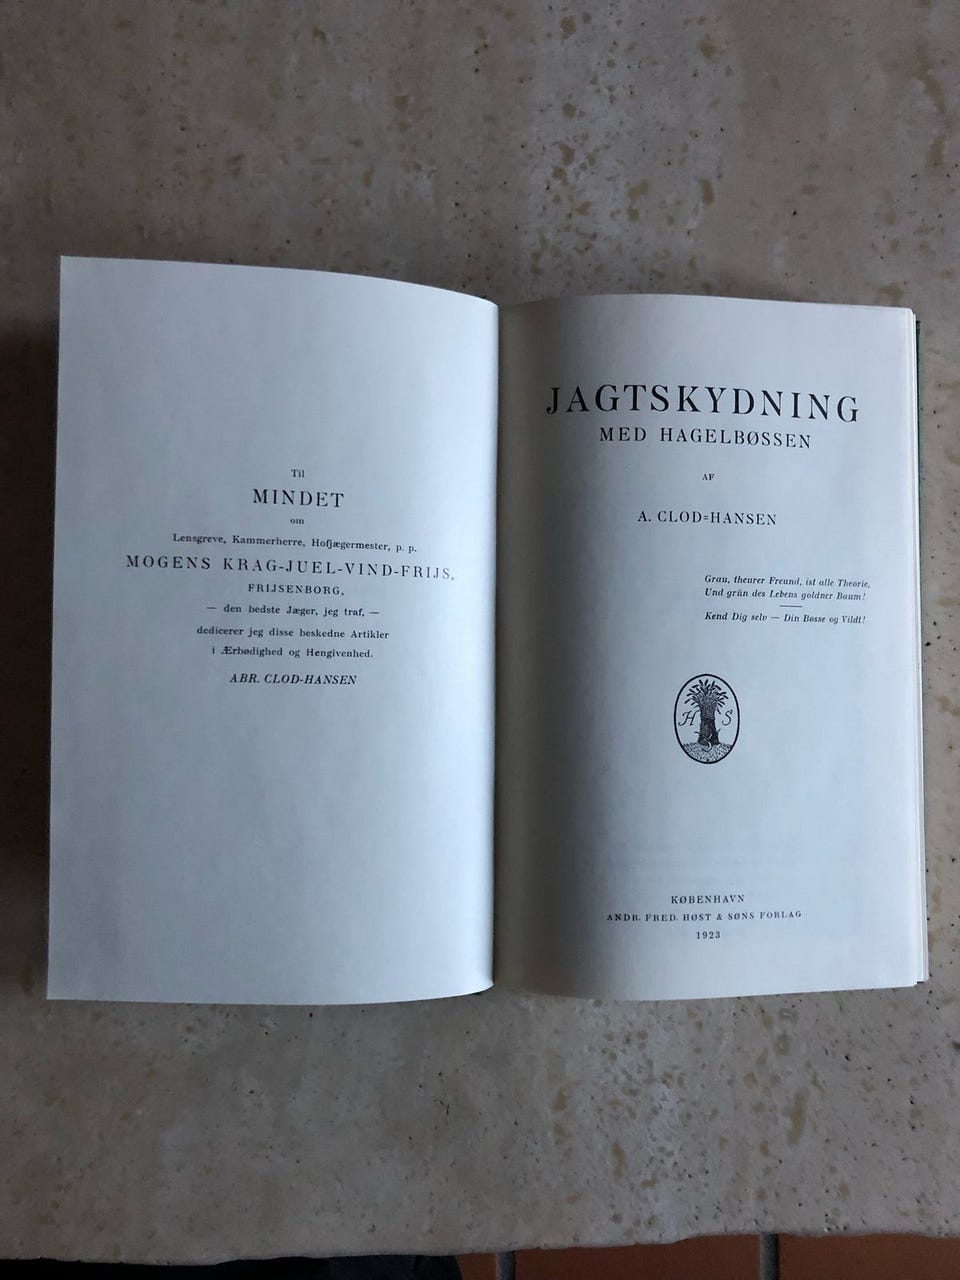 Til
MINDET
om
Lensgreve, Kammerherre, Hofjægermester, p. p.
MOGENS KRAG-JUEL-VIND-FRIJS,
FRIJSENBORG,
— den bedste Jæger, jeg traf, —
dedicerer jeg disse beskedne Artikler
i Ærbødighed og Hengivenhed.
ABR. CLOD-HANSEN
JAGTSKYDNING
MED HAGELBØSSEN
AF
A. CLOD=HANSEN
Grau, theurer Freund, ist alle Theorie,
Und grün des Lebens goldner Baum!
Kend Dig selv — Din Bøsse og Vildt!
H S
KØBENHAVN
ANDR. FRED. HØST & SØNS FORLAG
1923